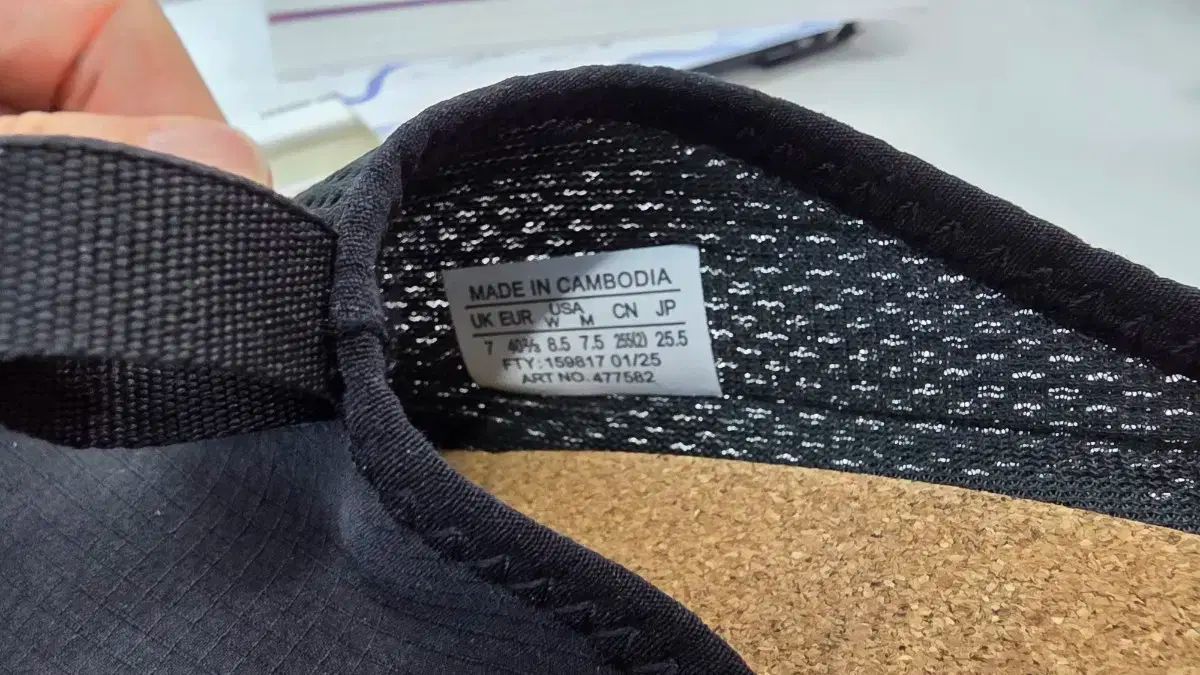 MADE IN CAMBODIA
UK EUR USA W M CN JP
7 40⅔ 8.5 7.5 255(2) 25.5
FTY: 159817 01/25
ART NO. 477582